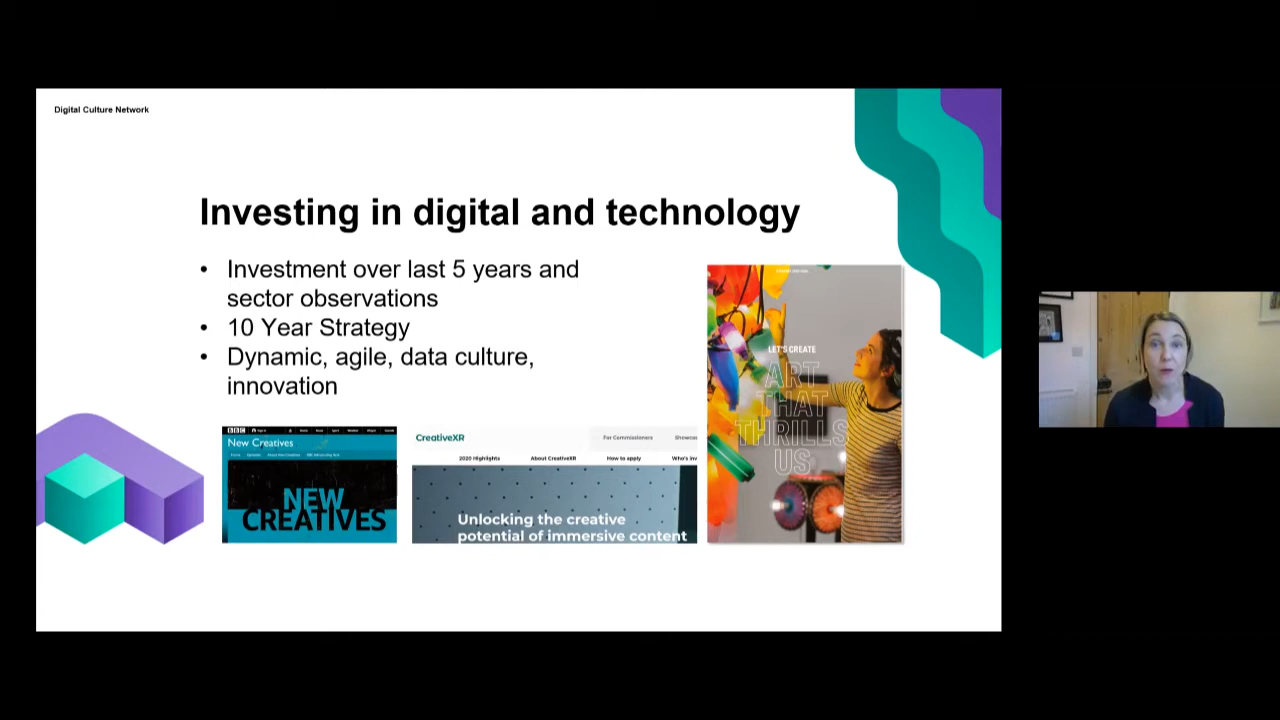 Digital Culture Network
Investing in digital and technology
• Investment over last 5 years and
sector observations
• 10 Year Strategy
• Dynamic, agile, data culture,
innovation
BBC
New Creatives
NEW
CREATIVES
CreativeXR
For Commissioners Showcas
2020 Highlights About CreativeXR How to apply Who's inv
Unlocking the creative
potential of immersive content
LET'S CREATE
ART
THAT
THRILLS
US